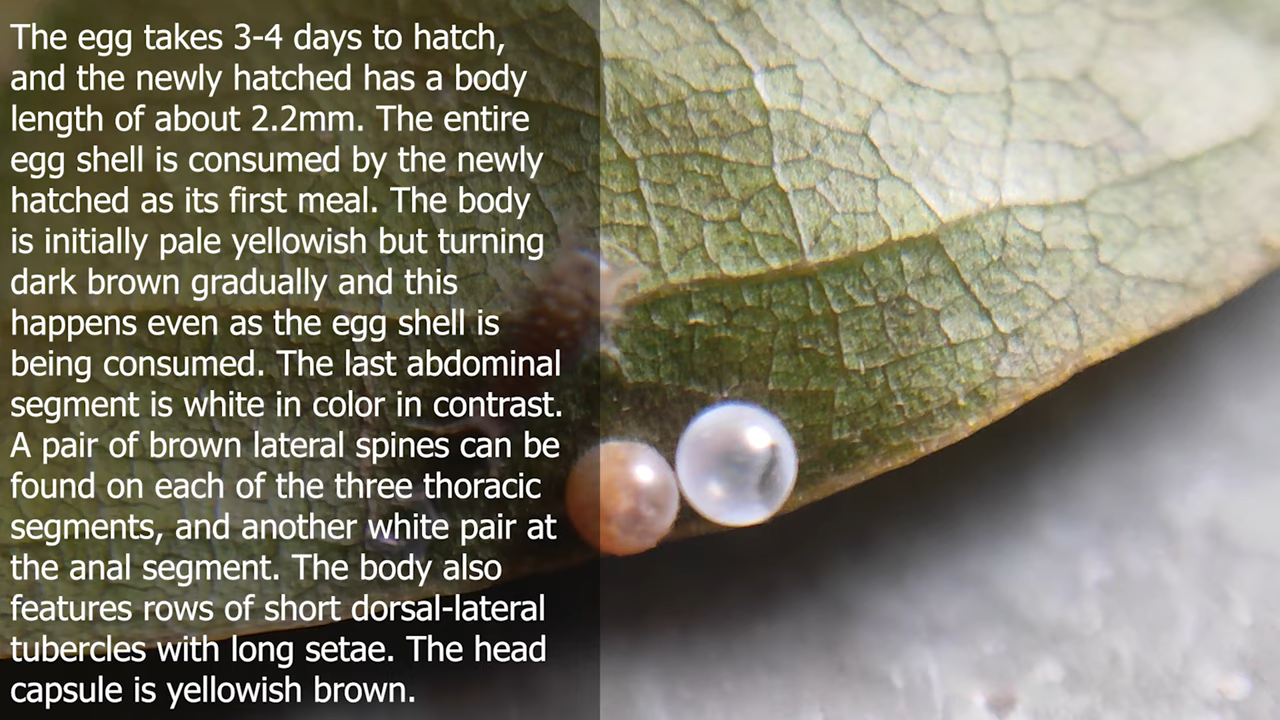 The egg takes 3-4 days to hatch,
and the newly hatched has a body
length of about 2.2mm. The entire
egg shell is consumed by the newly
hatched as its first meal. The body
is initially pale yellowish but turning
dark brown gradually and this
happens even as the egg shell is
being consumed. The last abdominal
segment is white in color in contrast.
A pair of brown lateral spines can be
found on each of the three thoracic
segments, and another white pair at
the anal segment. The body also
features rows of short dorsal-lateral
tubercles with long setae. The head
capsule is yellowish brown.